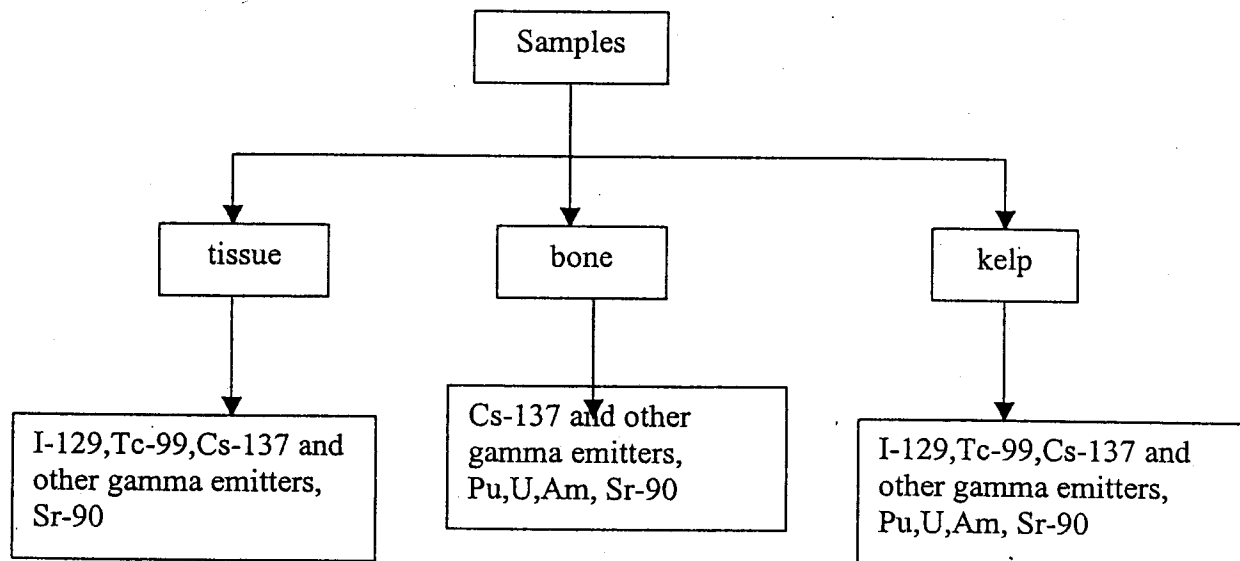 Samples
tissue
bone
kelp
I-129,Tc-99,Cs-137 and
other gamma emitters,
Sr-90
Cs-137 and other
gamma emitters,
Pu,U,Am, Sr-90
I-129,Tc-99,Cs-137 and
other gamma emitters,
Pu,U,Am, Sr-90